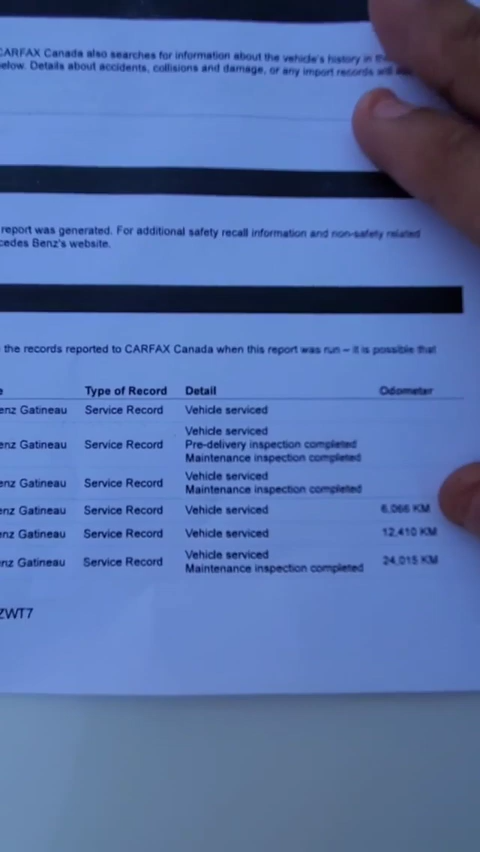 CARFAX Canada also searches for information about the vehicle's history in the
elow. Details about accidents, collisions and damage, or any import records will
report was generated. For additional safety recall information and non-safety related
cedes Benz's website.
the records reported to CARFAX Canada when this report was run – it is possible that
e Type of Record Detail Odometer
enz Gatineau Service Record Vehicle serviced
Vehicle serviced
enz Gatineau Service Record Pre-delivery inspection completed
Maintenance inspection completed
Vehicle serviced
enz Gatineau Service Record Maintenance inspection completed
enz Gatineau Service Record Vehicle serviced 6,066 KM
enz Gatineau Service Record Vehicle serviced 12,410 KM
Vehicle serviced
enz Gatineau Service Record Maintenance inspection completed 24,015 KM
ZWT7